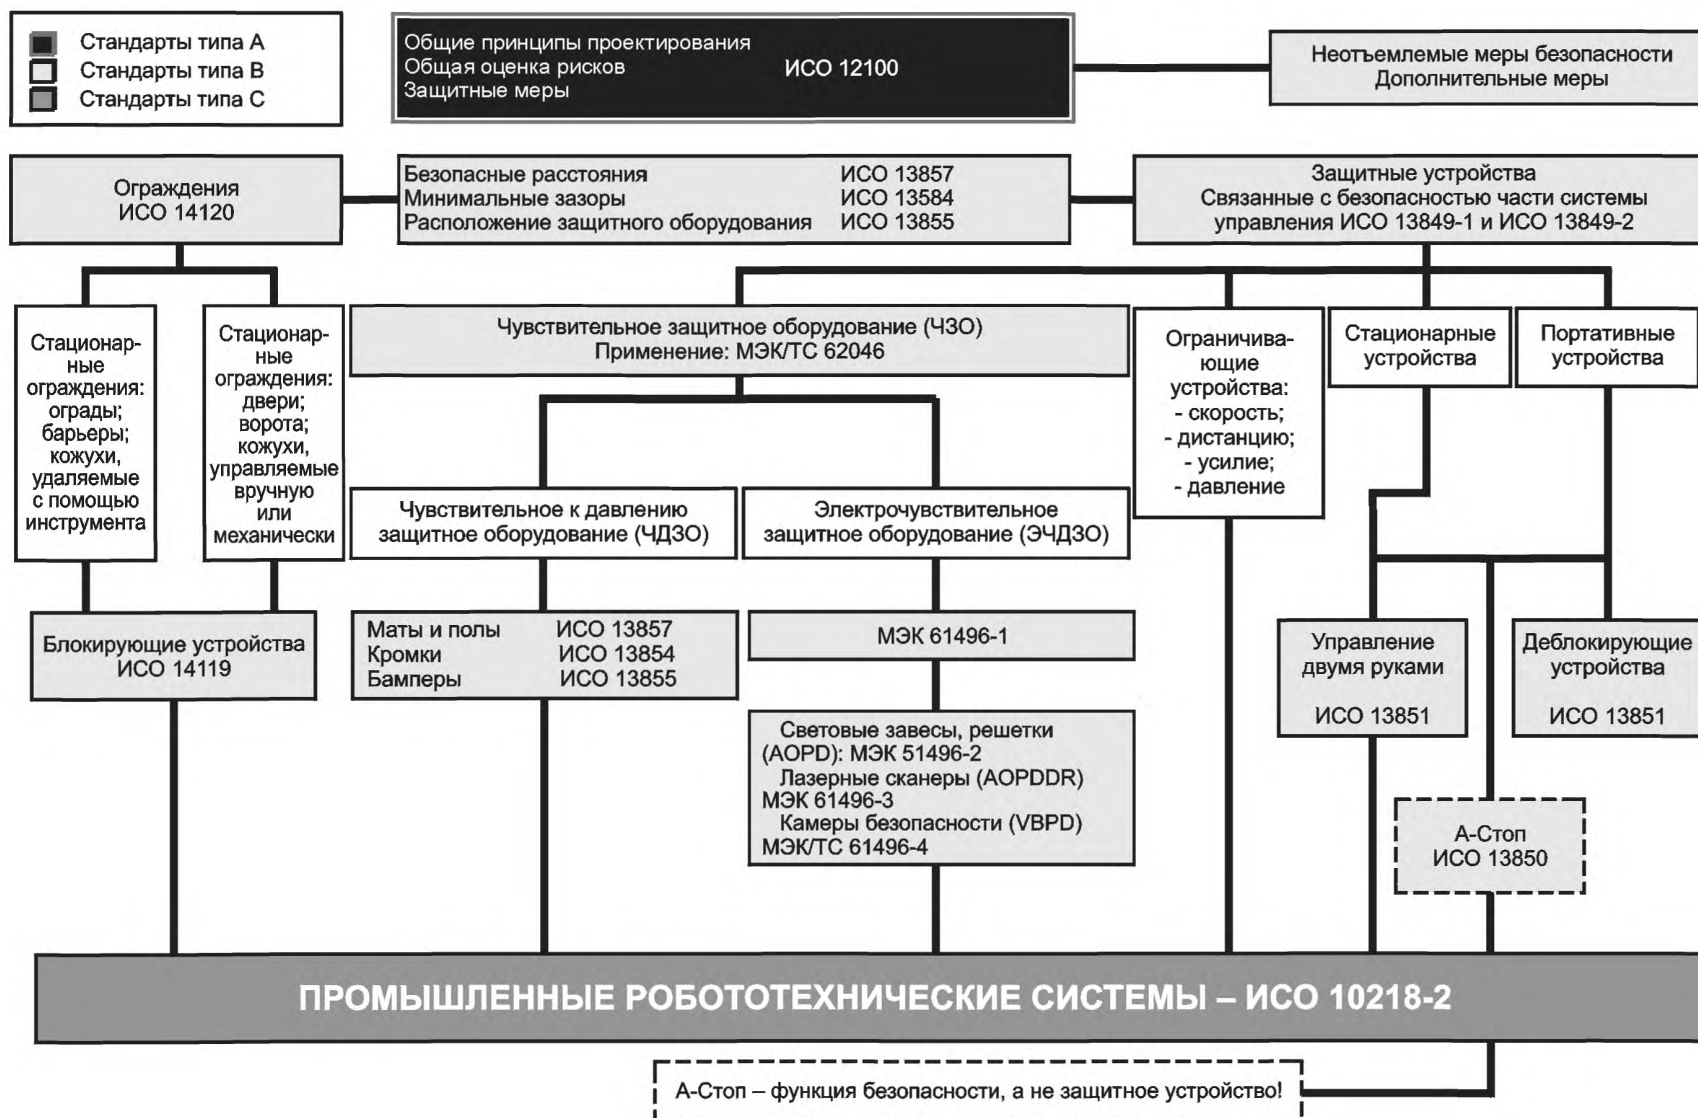 Стандарты типа А
Стандарты типа В
Стандарты типа С
Общие принципы проектирования
Общая оценка рисков ИСО 12100
Защитные меры
Неотъемлемые меры безопасности
Дополнительные меры
Ограждения
ИСО 14120
Безопасные расстояния ИСО 13857
Минимальные зазоры ИСО 13584
Расположение защитного оборудования ИСО 13855
Защитные устройства
Связанные с безопасностью части системы
управления ИСО 13849-1 и ИСО 13849-2
Стационар-
ные
ограждения:
ограды;
барьеры;
кожухи,
удаляемые
с помощью
инструмента
Стационар-
ные
ограждения:
двери;
ворота;
кожухи,
управляемые
вручную
или
механически
Чувствительное защитное оборудование (ЧЗО)
Применение: МЭК/ТС 62046
Ограничива-
ющие
устройства:
- скорость;
- дистанцию;
- усилие;
- давление
Стационарные
устройства
Портативные
устройства
Чувствительное к давлению
защитное оборудование (ЧДЗО)
Электрочувствительное
защитное оборудование (ЭЧДЗО)
Блокирующие устройства
ИСО 14119
Маты и полы ИСО 13857
Кромки ИСО 13854
Бамперы ИСО 13855
МЭК 61496-1
Световые завесы, решетки
(AOPD): МЭК 51496-2
Лазерные сканеры (AOPDDR)
МЭК 61496-3
Камеры безопасности (VBPD)
МЭК/ТС 61496-4
Управление
двумя руками
ИСО 13851
Деблокирующие
устройства
ИСО 13851
А-Стоп
ИСО 13850
ПРОМЫШЛЕННЫЕ РОБОТОТЕХНИЧЕСКИЕ СИСТЕМЫ – ИСО 10218-2
А-Стоп – функция безопасности, а не защитное устройство!